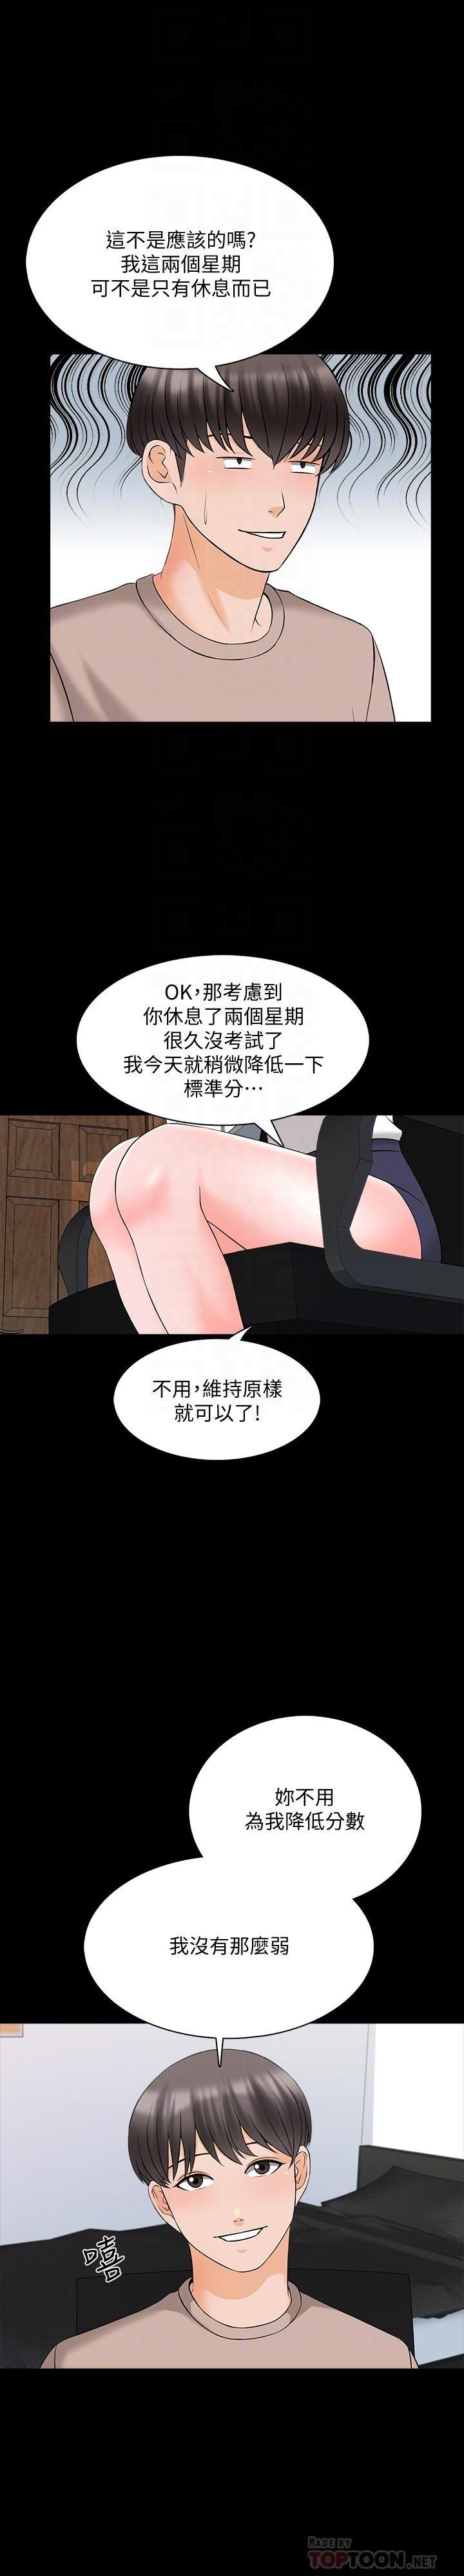 這不是應該的嗎?
我這兩個星期
可不是只有休息而已
OK,那考慮到
你休息了兩個星期
很久沒考試了
我今天就稍微降低一下
標準分…
不用,維持原樣
就可以了!
妳不用
為我降低分數
我沒有那麼弱
嘻
Made by
TOPTOON.NET